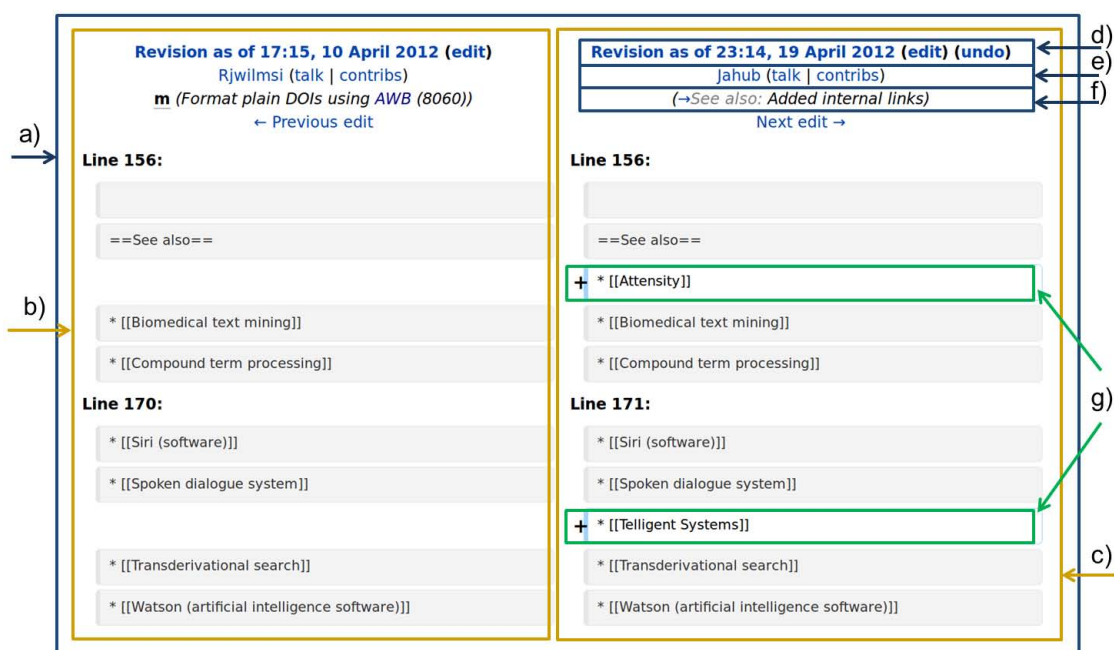 a)
b)
Revision as of 17:15, 10 April 2012 (edit)
Rjwilmsi (talk | contribs)
m (Format plain DOIs using AWB (8060))
← Previous edit
Line 156:
==See also==
* [[Biomedical text mining]]
* [[Compound term processing]]
Line 170:
* [[Siri (software)]]
* [[Spoken dialogue system]]
* [[Transderivational search]]
* [[Watson (artificial intelligence software)]]
Revision as of 23:14, 19 April 2012 (edit) (undo)
Jahub (talk | contribs)
(→See also: Added internal links)
Next edit →
Line 156:
==See also==
+ * [[Attensity]]
* [[Biomedical text mining]]
* [[Compound term processing]]
Line 171:
* [[Siri (software)]]
* [[Spoken dialogue system]]
+ * [[Telligent Systems]]
* [[Transderivational search]]
* [[Watson (artificial intelligence software)]]
d)
e)
f)
g)
c)